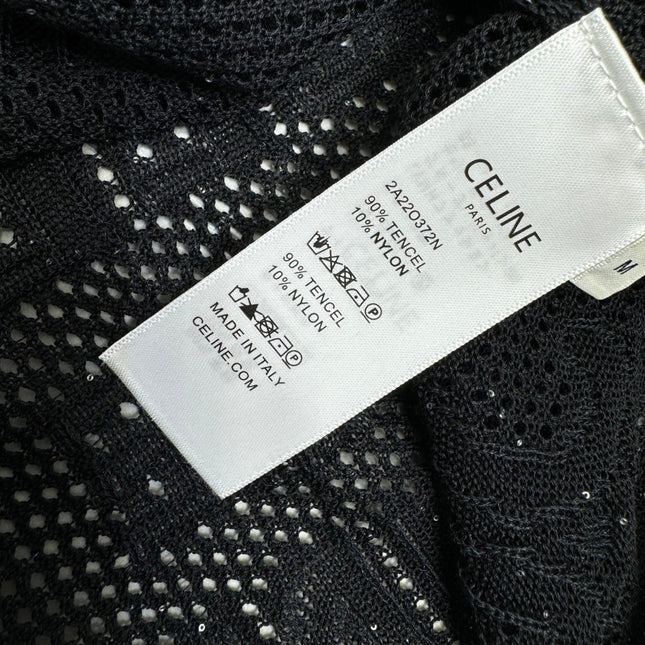 CELINE
PARIS
2A22O372N
90% TENCEL
10% NYLON
90% TENCEL
10% NYLON
MADE IN ITALY
CELINE.COM
M